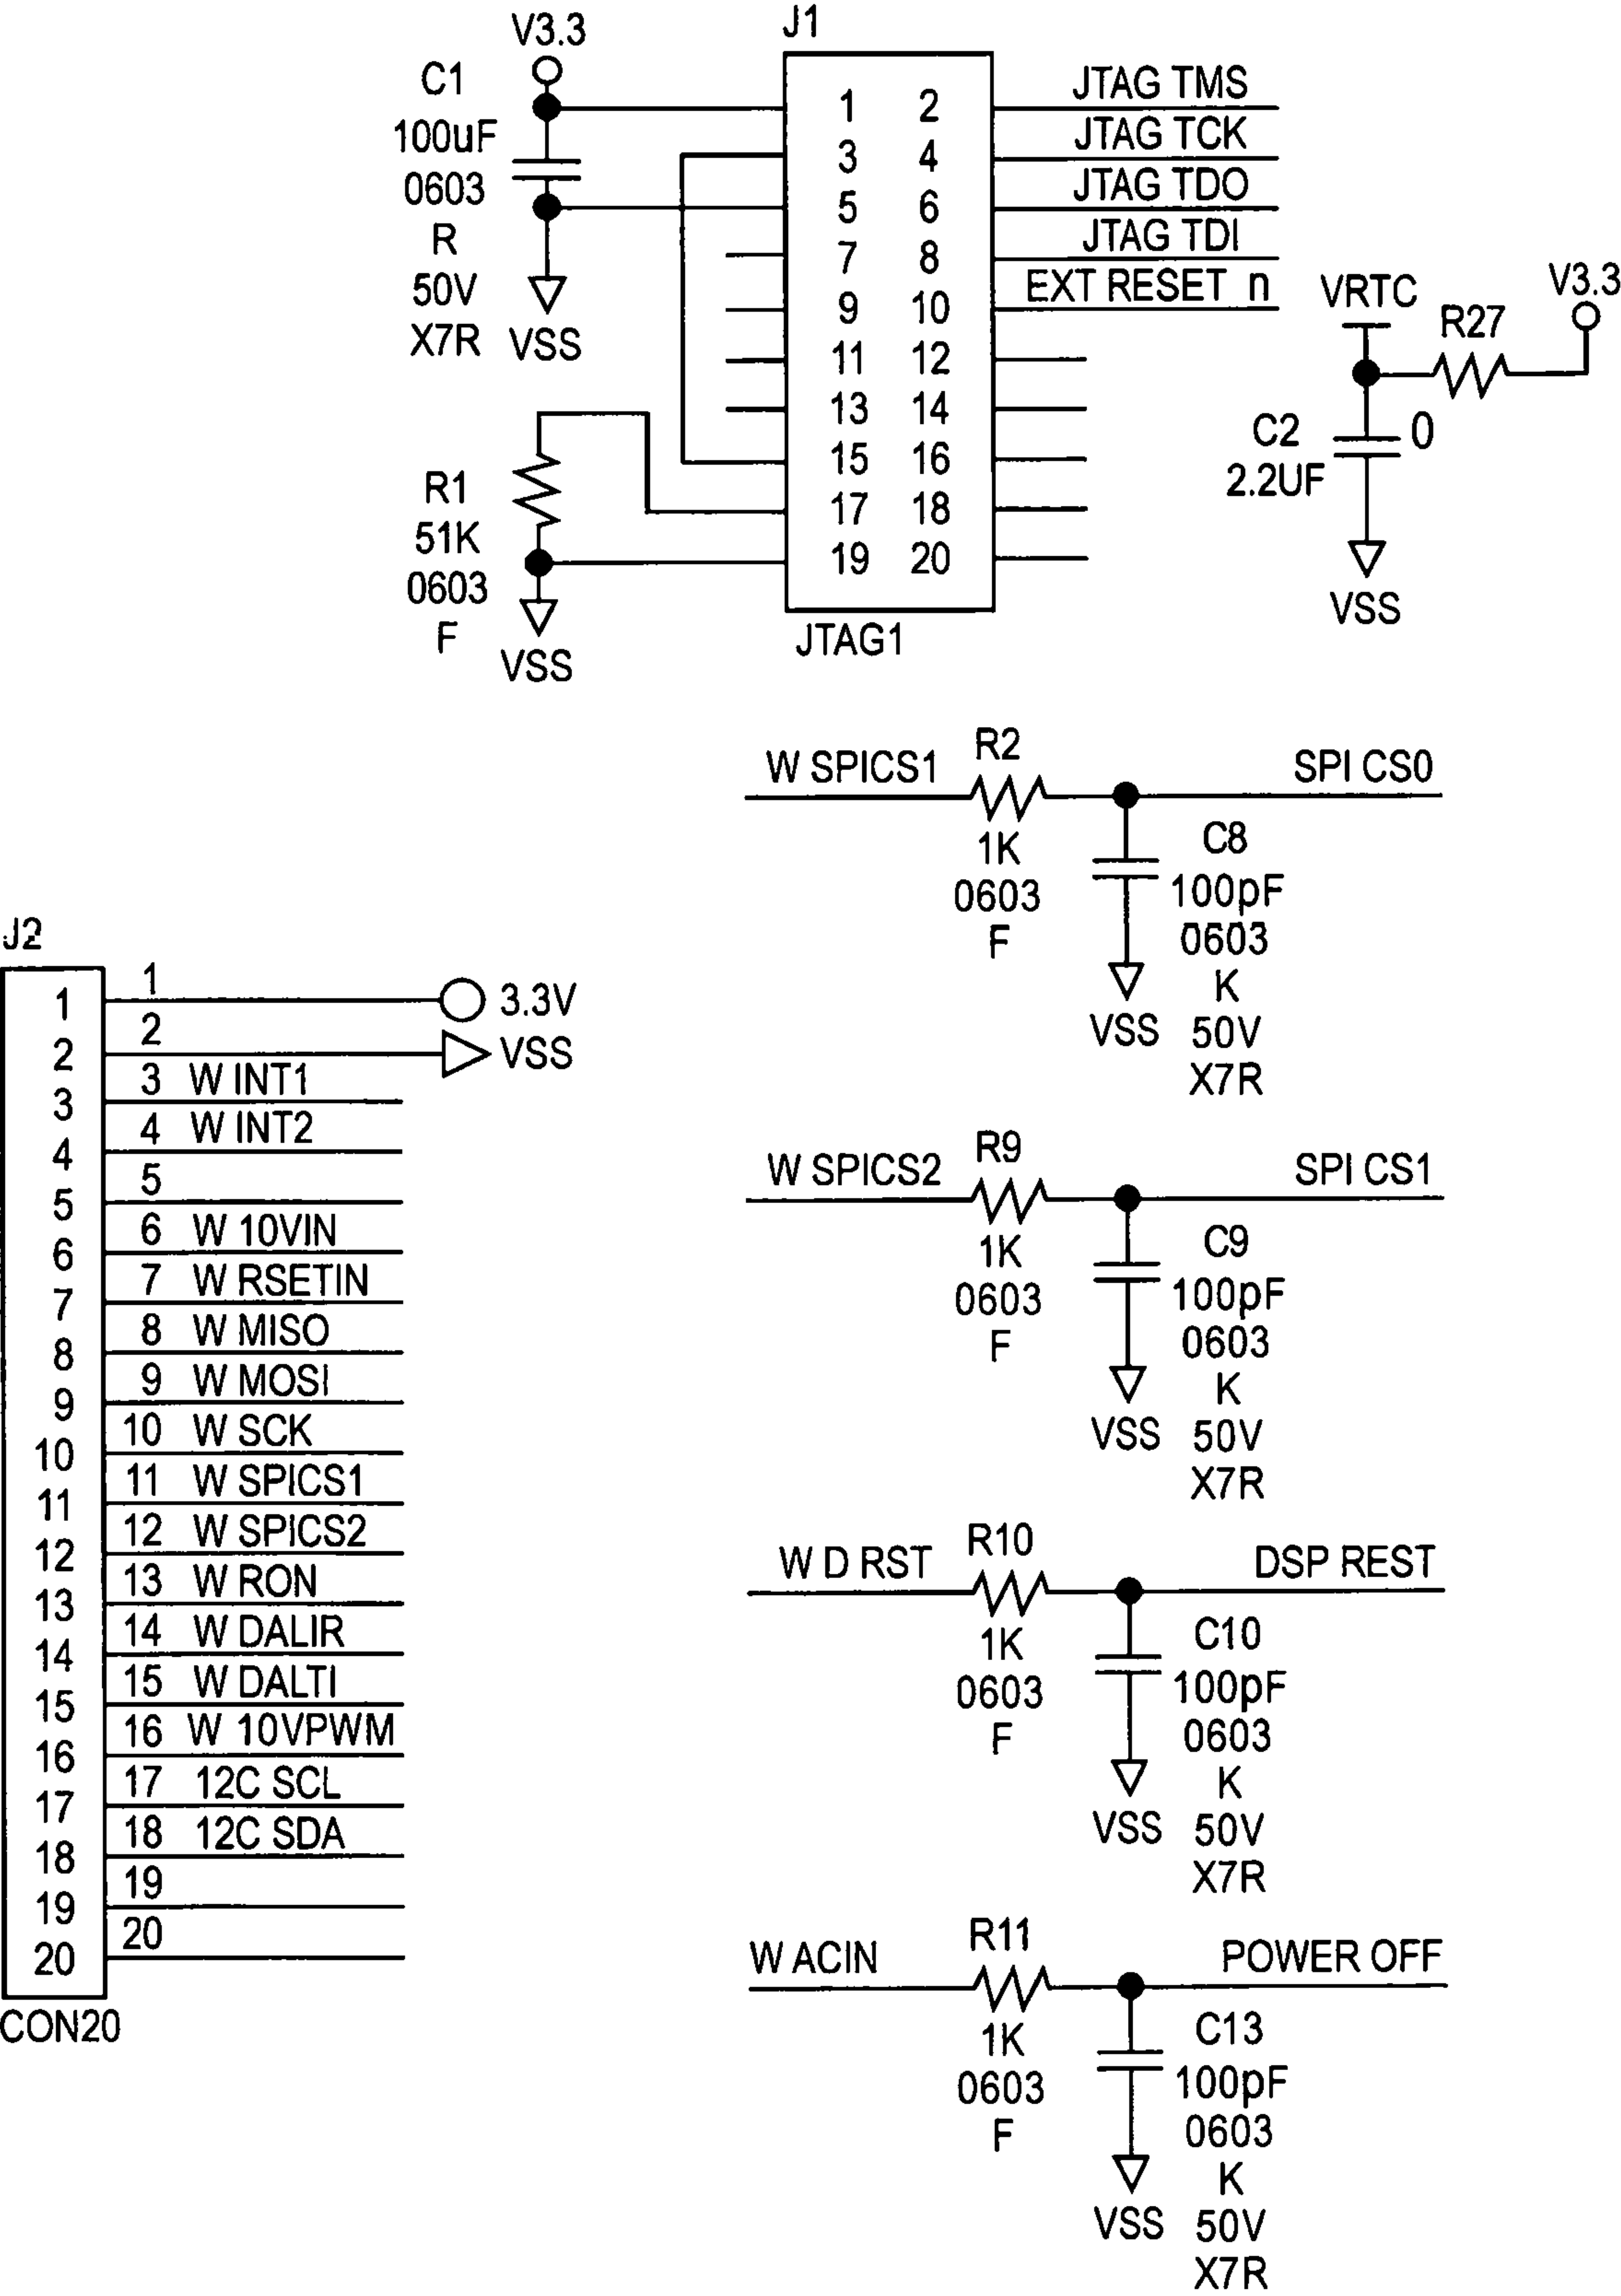 V3.3
C1
100uF
0603
R
50V
X7R
VSS
J1
1 2 JTAG TMS
3 4 JTAG TCK
5 6 JTAG TDO
7 8 JTAG TDI
9 10 EXT RESET n
11 12
13 14
15 16
17 18
19 20
JTAG1
R1
51K
0603
F
VSS
VRTC
R27
V3.3
C2
2.2UF
0
VSS
W SPICS1
R2
1K
0603
F
SPI CS0
C8
100pF
0603
K
50V
X7R
VSS
J2
1 1 3.3V
2 2 VSS
3 3 W INT1
4 4 W INT2
5 5
6 6 W 10VIN
7 7 W RSETIN
8 8 W MISO
9 9 W MOSI
10 10 W SCK
11 11 W SPICS1
12 12 W SPICS2
13 13 W RON
14 14 W DALIR
15 15 W DALTI
16 16 W 10VPWM
17 17 12C SCL
18 18 12C SDA
19 19
20 20
CON20
W SPICS2
R9
1K
0603
F
SPI CS1
C9
100pF
0603
K
50V
X7R
VSS
W D RST
R10
1K
0603
F
DSP REST
C10
100pF
0603
K
50V
X7R
VSS
W ACIN
R11
1K
0603
F
POWER OFF
C13
100pF
0603
K
50V
X7R
VSS